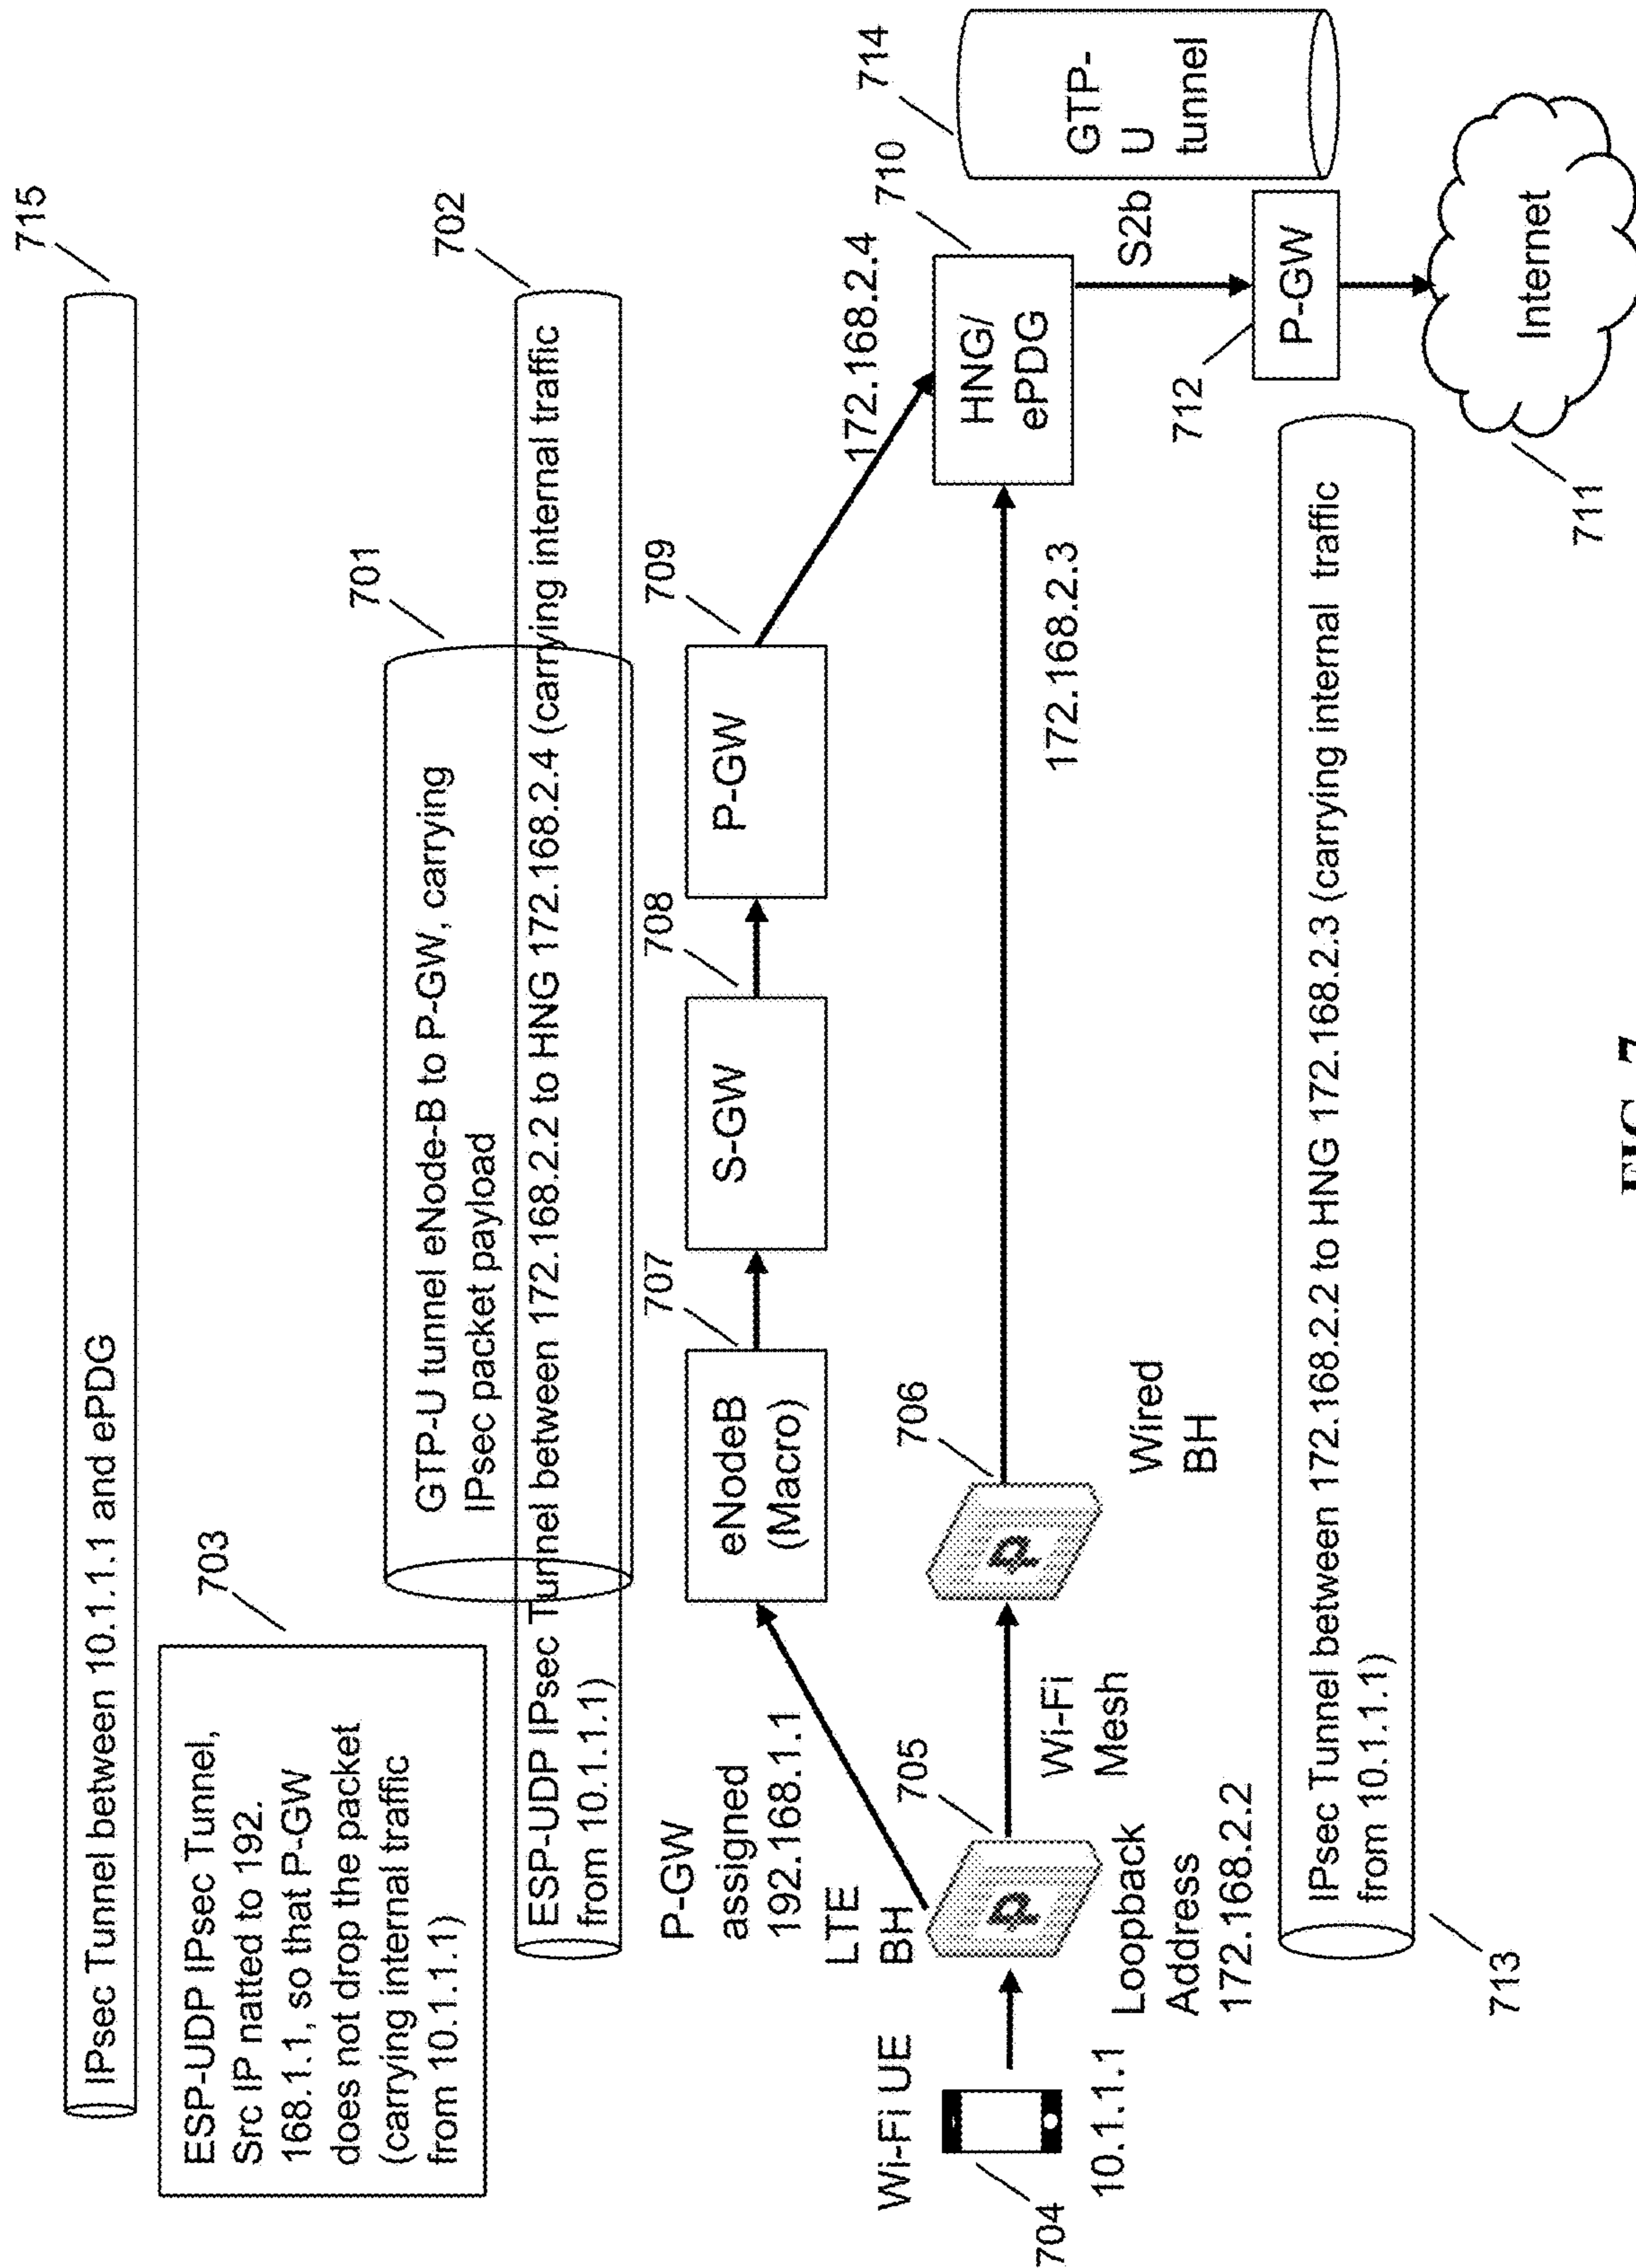 715
IPsec Tunnel between 10.1.1.1 and ePDG
703
ESP-UDP IPsec Tunnel,
Src IP natted to 192.
168.1.1, so that P-GW
does not drop the packet
(carrying internal traffic
from 10.1.1.1)
701
GTP-U tunnel eNode-B to P-GW, carrying
IPsec packet payload
702
ESP-UDP IPsec Tunnel between 172.168.2.2 to HNG 172.168.2.4 (carrying internal traffic
from 10.1.1.1)
P-GW
assigned
192.168.1.1
LTE
BH
707
eNodeB
(Macro)
708
S-GW
709
P-GW
172.168.2.4
710
HNG/
ePDG
714
GTP-
U
tunnel
S2b
712
P-GW
Internet
711
Wi-Fi UE
704
10.1.1.1
705
Loopback
Address
172.168.2.2
Wi-Fi
Mesh
706
Wired
BH
172.168.2.3
IPsec Tunnel between 172.168.2.2 to HNG 172.168.2.3 (carrying internal traffic
from 10.1.1.1)
713
FIG. 7